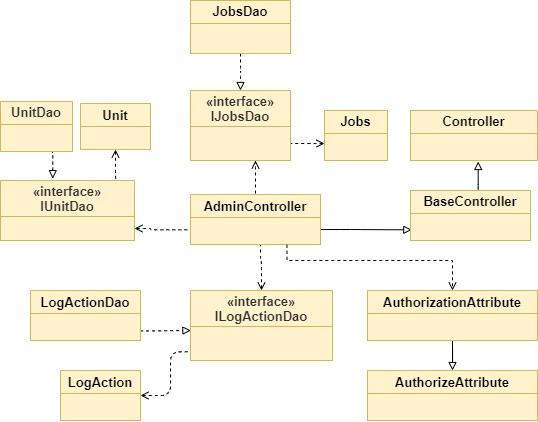 JobsDao
«interface»
IJobsDao
UnitDao
Unit
Jobs
Controller
«interface»
IUnitDao
AdminController
BaseController
LogActionDao
«interface»
ILogActionDao
AuthorizationAttribute
LogAction
AuthorizeAttribute